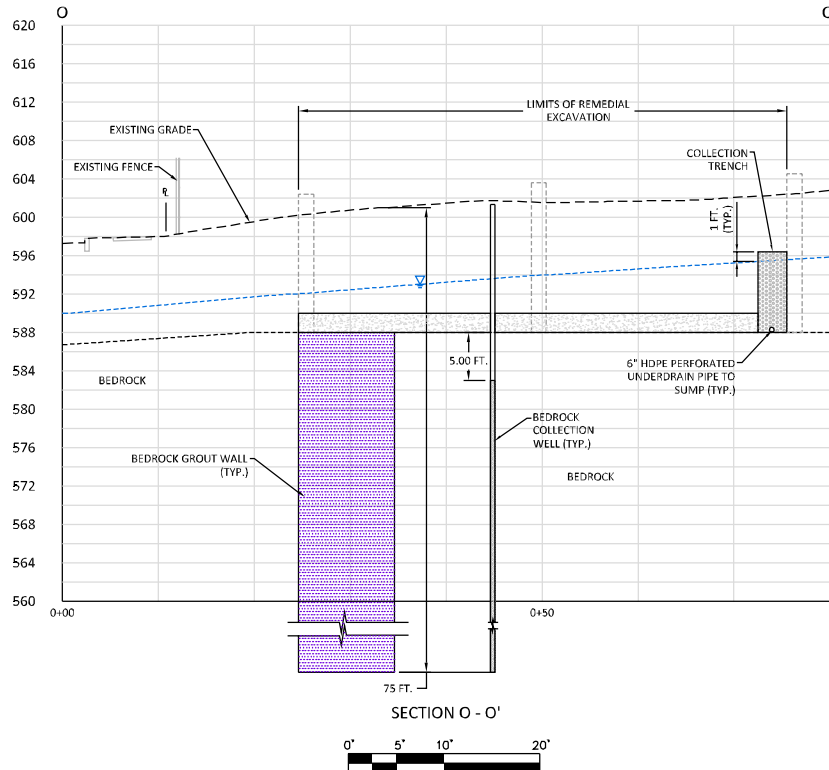 O
O
620
616
612
608
604
600
596
592
588
584
580
576
572
568
564
560
LIMITS OF REMEDIAL
EXCAVATION
EXISTING GRADE
EXISTING FENCE
COLLECTION
TRENCH
1 FT.
(TYP.)
5.00 FT.
6" HDPE PERFORATED
UNDERDRAIN PIPE TO
SUMP (TYP.)
BEDROCK
BEDROCK
COLLECTION
WELL (TYP.)
BEDROCK GROUT WALL
(TYP.)
BEDROCK
0+00
0+50
75 FT.
SECTION O - O'
0'
5'
10'
20'